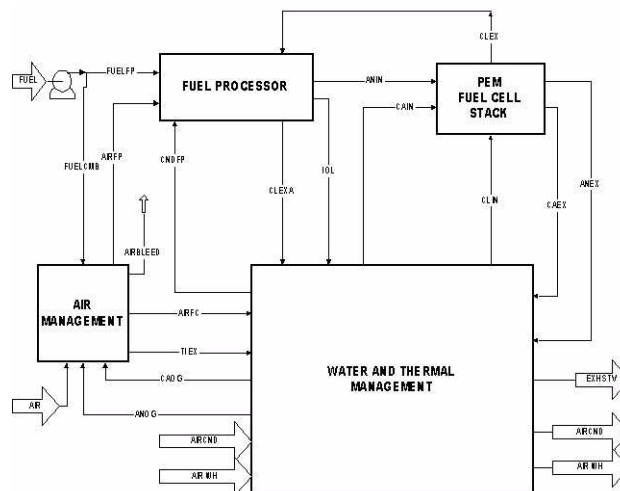 CLEX
FUEL
FUELFP
FUEL PROCESSOR
ANIN
PEM
FUEL CELL
STACK
CAIN
FUELCMB
AIRFP
CNDFP
CLEXA
IOL
CLIN
CAEX
ANEX
AIRBLEED
AIR
MANAGEMENT
AIRFC
TIEX
CAOG
ANOG
AIR
WATER AND THERMAL
MANAGEMENT
EXHSTW
AIRCND
AIRWH
AIRCND
AIRWH